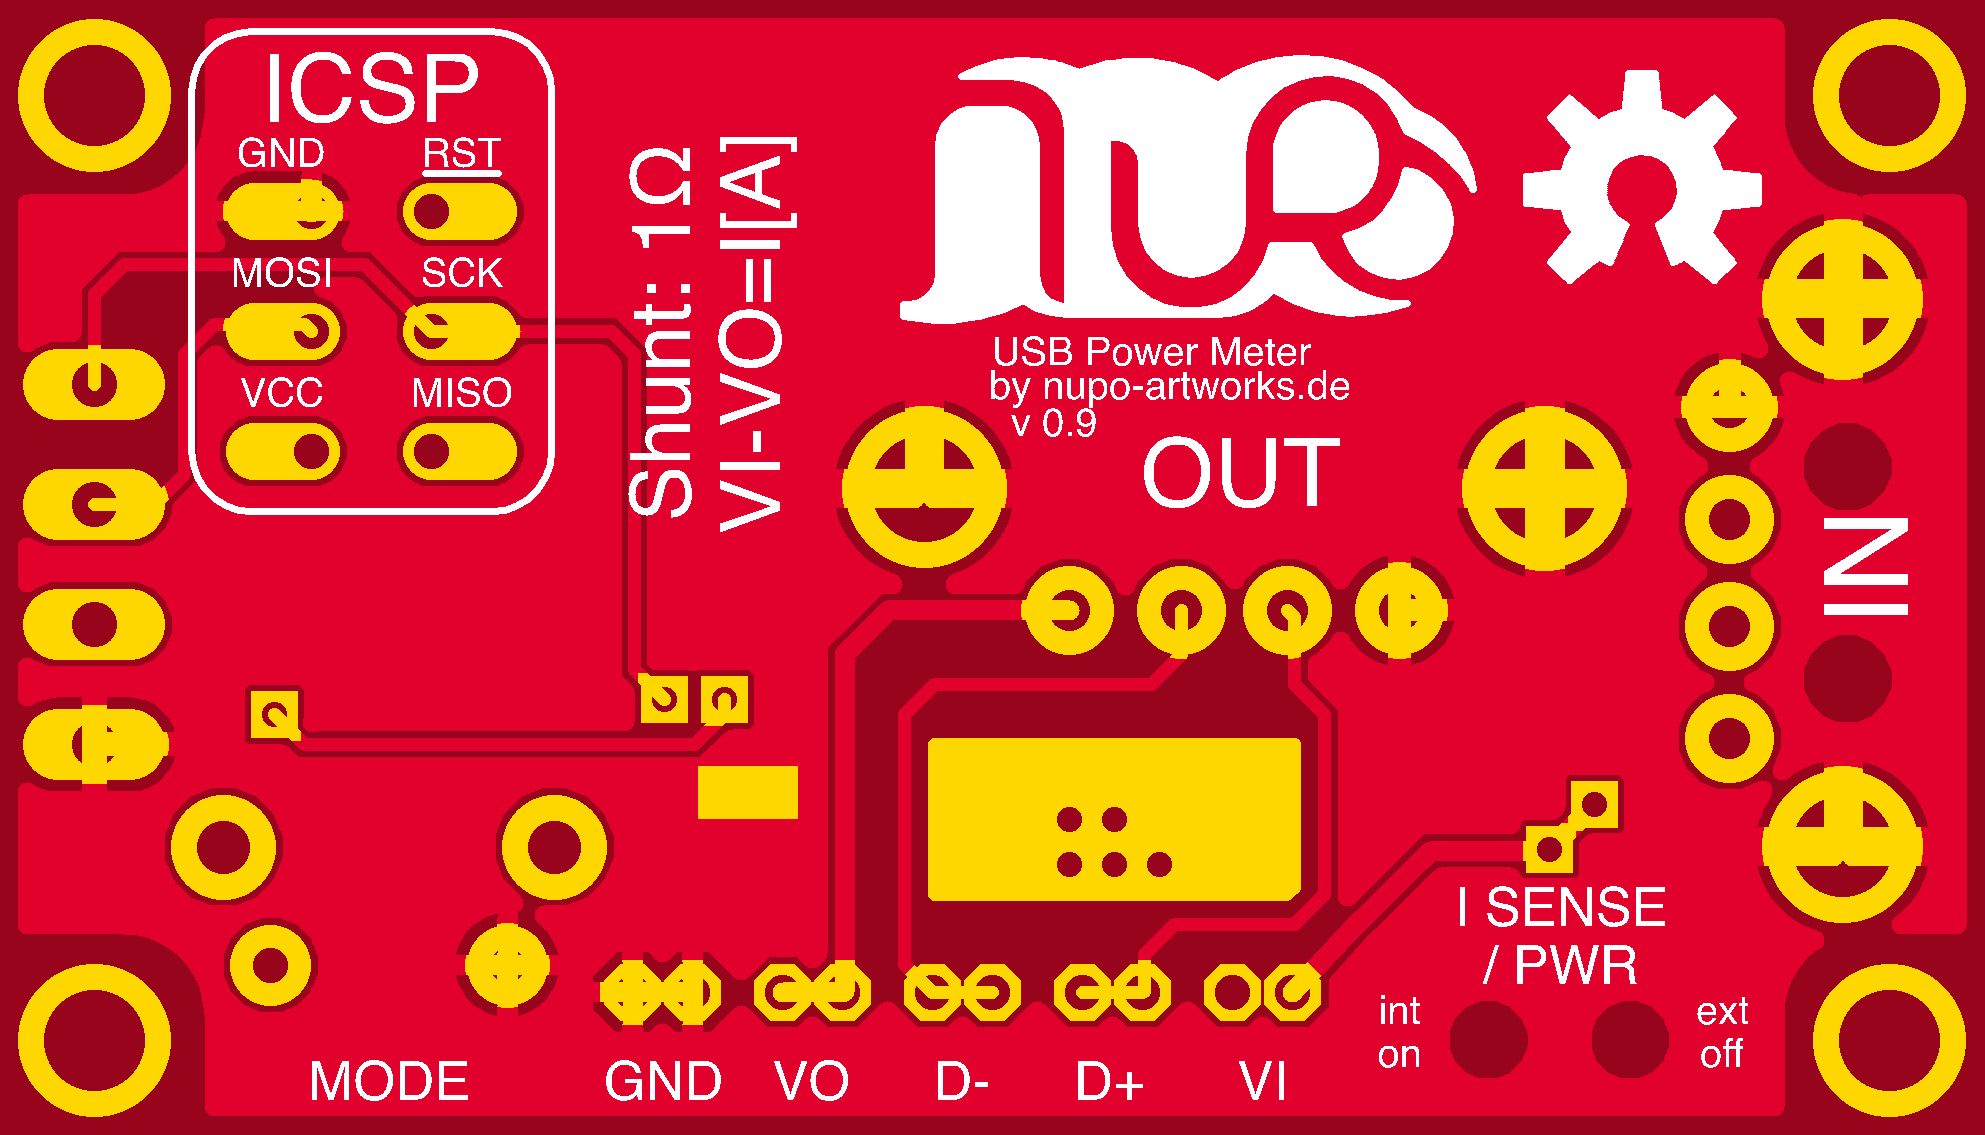 ICSP
GND RST
MOSI SCK
VCC MISO
Shunt: 1Ω
VI-VO=I[A]
nupo
USB Power Meter
by nupo-artworks.de
v 0.9
OUT
IN
I SENSE
/ PWR
int ext
on off
MODE GND VO D- D+ VI